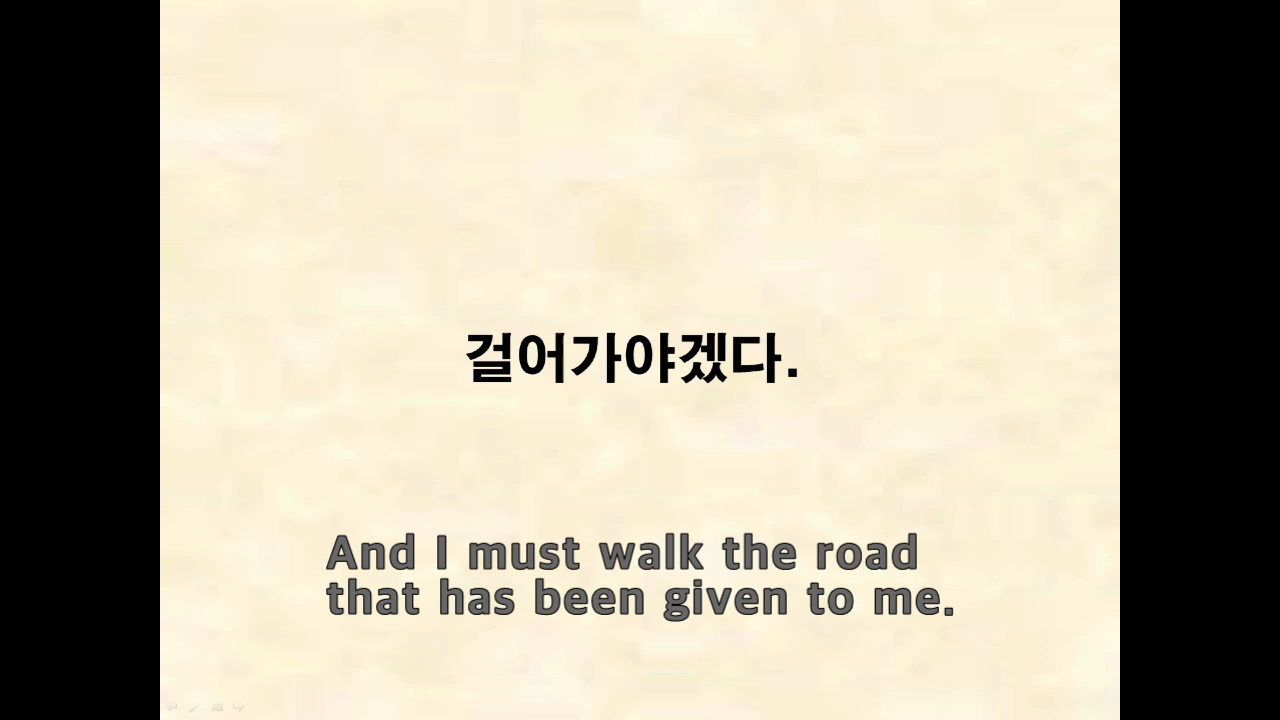 걸어가야겠다.
And I must walk the road
that has been given to me.